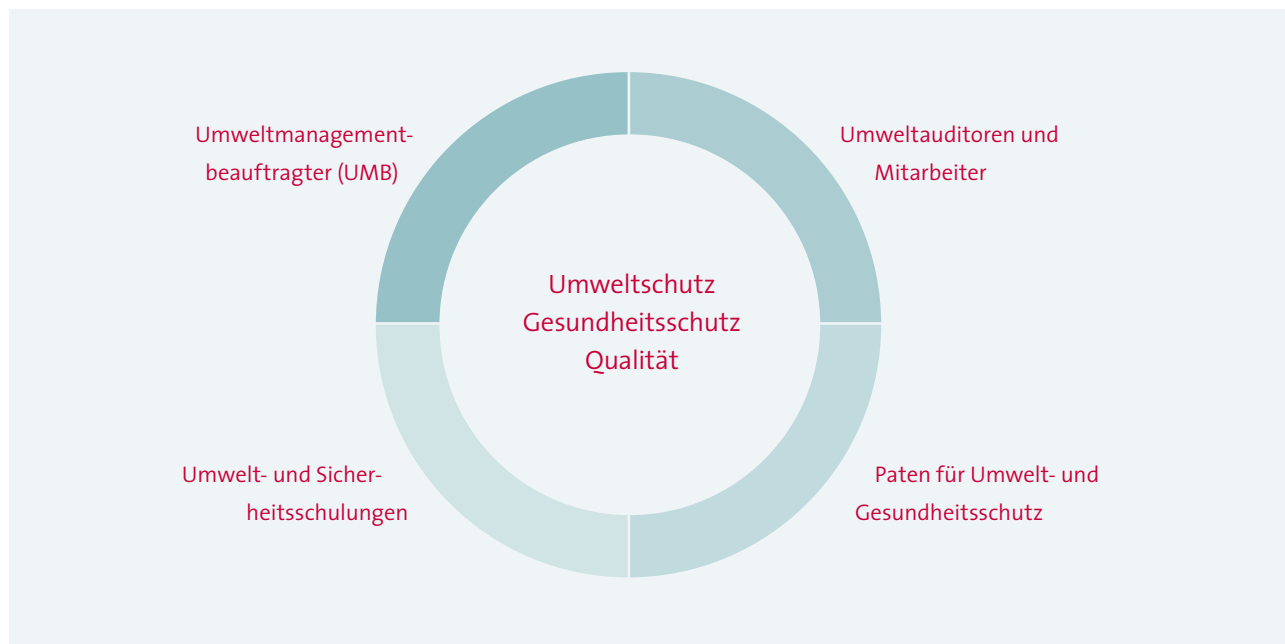 Umweltmanagement-
beauftragter (UMB)
Umweltauditoren und
Mitarbeiter
Umweltschutz
Gesundheitsschutz
Qualität
Umwelt- und Sicher-
heitsschulungen
Paten für Umwelt- und
Gesundheitsschutz